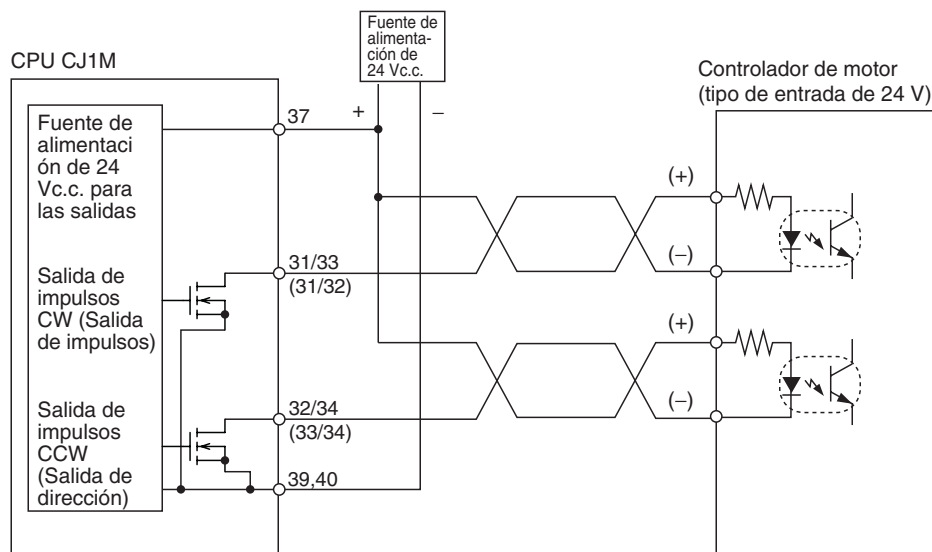 Fuente de
alimenta-
ción de
24 Vc.c.
CPU CJ1M
Controlador de motor
(tipo de entrada de 24 V)
37
+
−
Fuente de
alimentaci
ón de 24
Vc.c. para
las salidas
(+)
(−)
31/33
(31/32)
Salida de
impulsos
CW (Salida
de impulsos)
(+)
(−)
32/34
(33/34)
Salida de
impulsos
CCW
(Salida de
dirección)
39,40